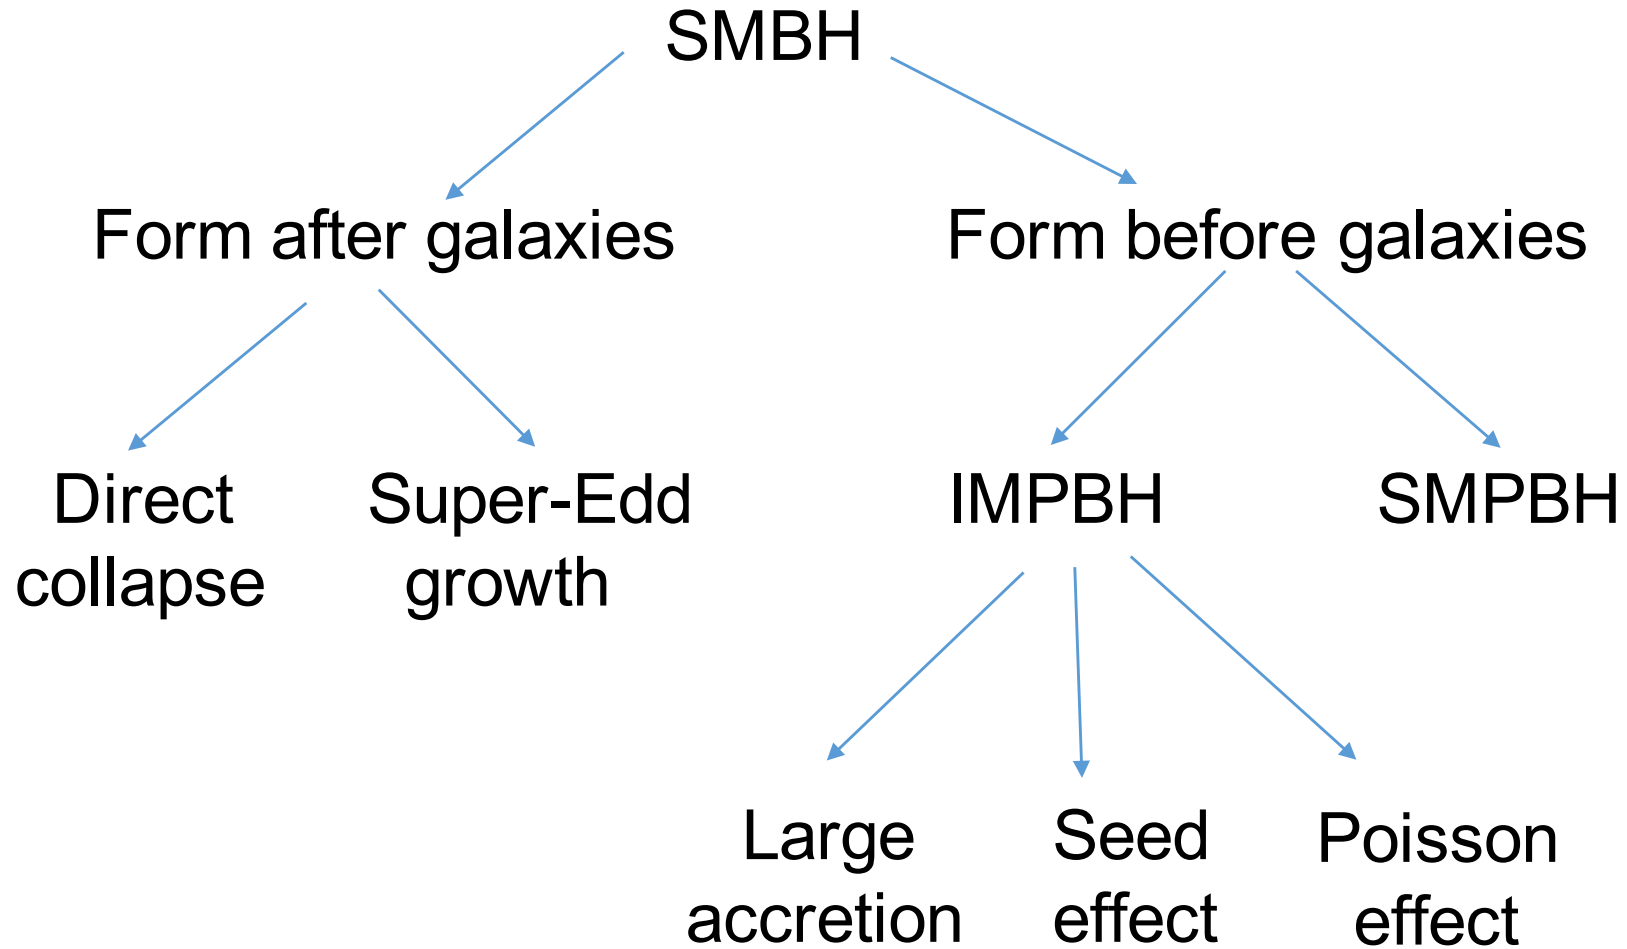 SMBH
Form after galaxies
Form before galaxies
Direct
collapse
Super-Edd
growth
IMPBH
SMPBH
Large
accretion
Seed
effect
Poisson
effect